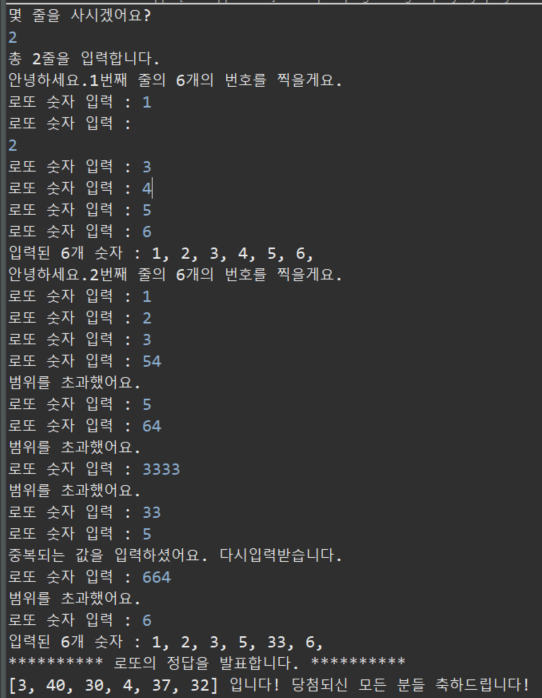 몇 줄을 사시겠어요?
2
총 2줄을 입력합니다.
안녕하세요.1번째 줄의 6개의 번호를 찍을게요.
로또 숫자 입력 : 1
로또 숫자 입력 :
2
로또 숫자 입력 : 3
로또 숫자 입력 : 4
로또 숫자 입력 : 5
로또 숫자 입력 : 6
입력된 6개 숫자 : 1, 2, 3, 4, 5, 6,
안녕하세요.2번째 줄의 6개의 번호를 찍을게요.
로또 숫자 입력 : 1
로또 숫자 입력 : 2
로또 숫자 입력 : 3
로또 숫자 입력 : 54
범위를 초과했어요.
로또 숫자 입력 : 5
로또 숫자 입력 : 64
범위를 초과했어요.
로또 숫자 입력 : 3333
범위를 초과했어요.
로또 숫자 입력 : 33
로또 숫자 입력 : 5
중복되는 값을 입력하셨어요. 다시입력받습니다.
로또 숫자 입력 : 664
범위를 초과했어요.
로또 숫자 입력 : 6
입력된 6개 숫자 : 1, 2, 3, 5, 33, 6,
********** 로또의 정답을 발표합니다. **********
[3, 40, 30, 4, 37, 32] 입니다! 당첨되신 모든 분들 축하드립니다!